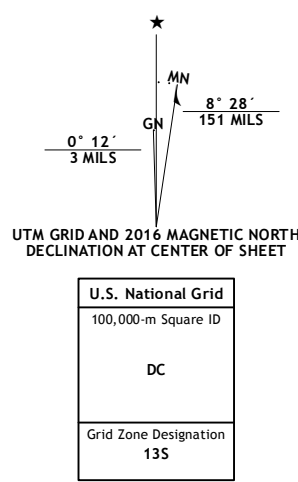 MN
GN
8° 28´
151 MILS
0° 12´
3 MILS
UTM GRID AND 2016 MAGNETIC NORTH
DECLINATION AT CENTER OF SHEET
U.S. National Grid
100,000-m Square ID
DC
Grid Zone Designation
13S